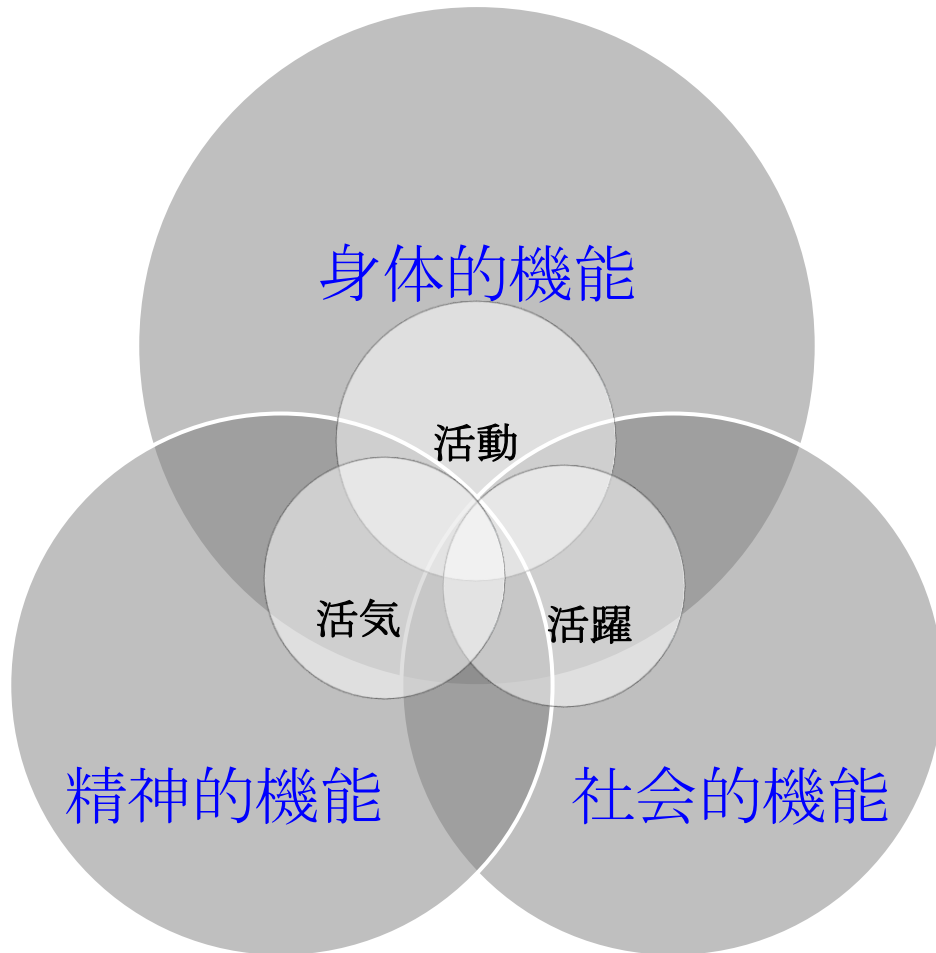 身体的機能
活動
活気
活躍
精神的機能
社会的機能